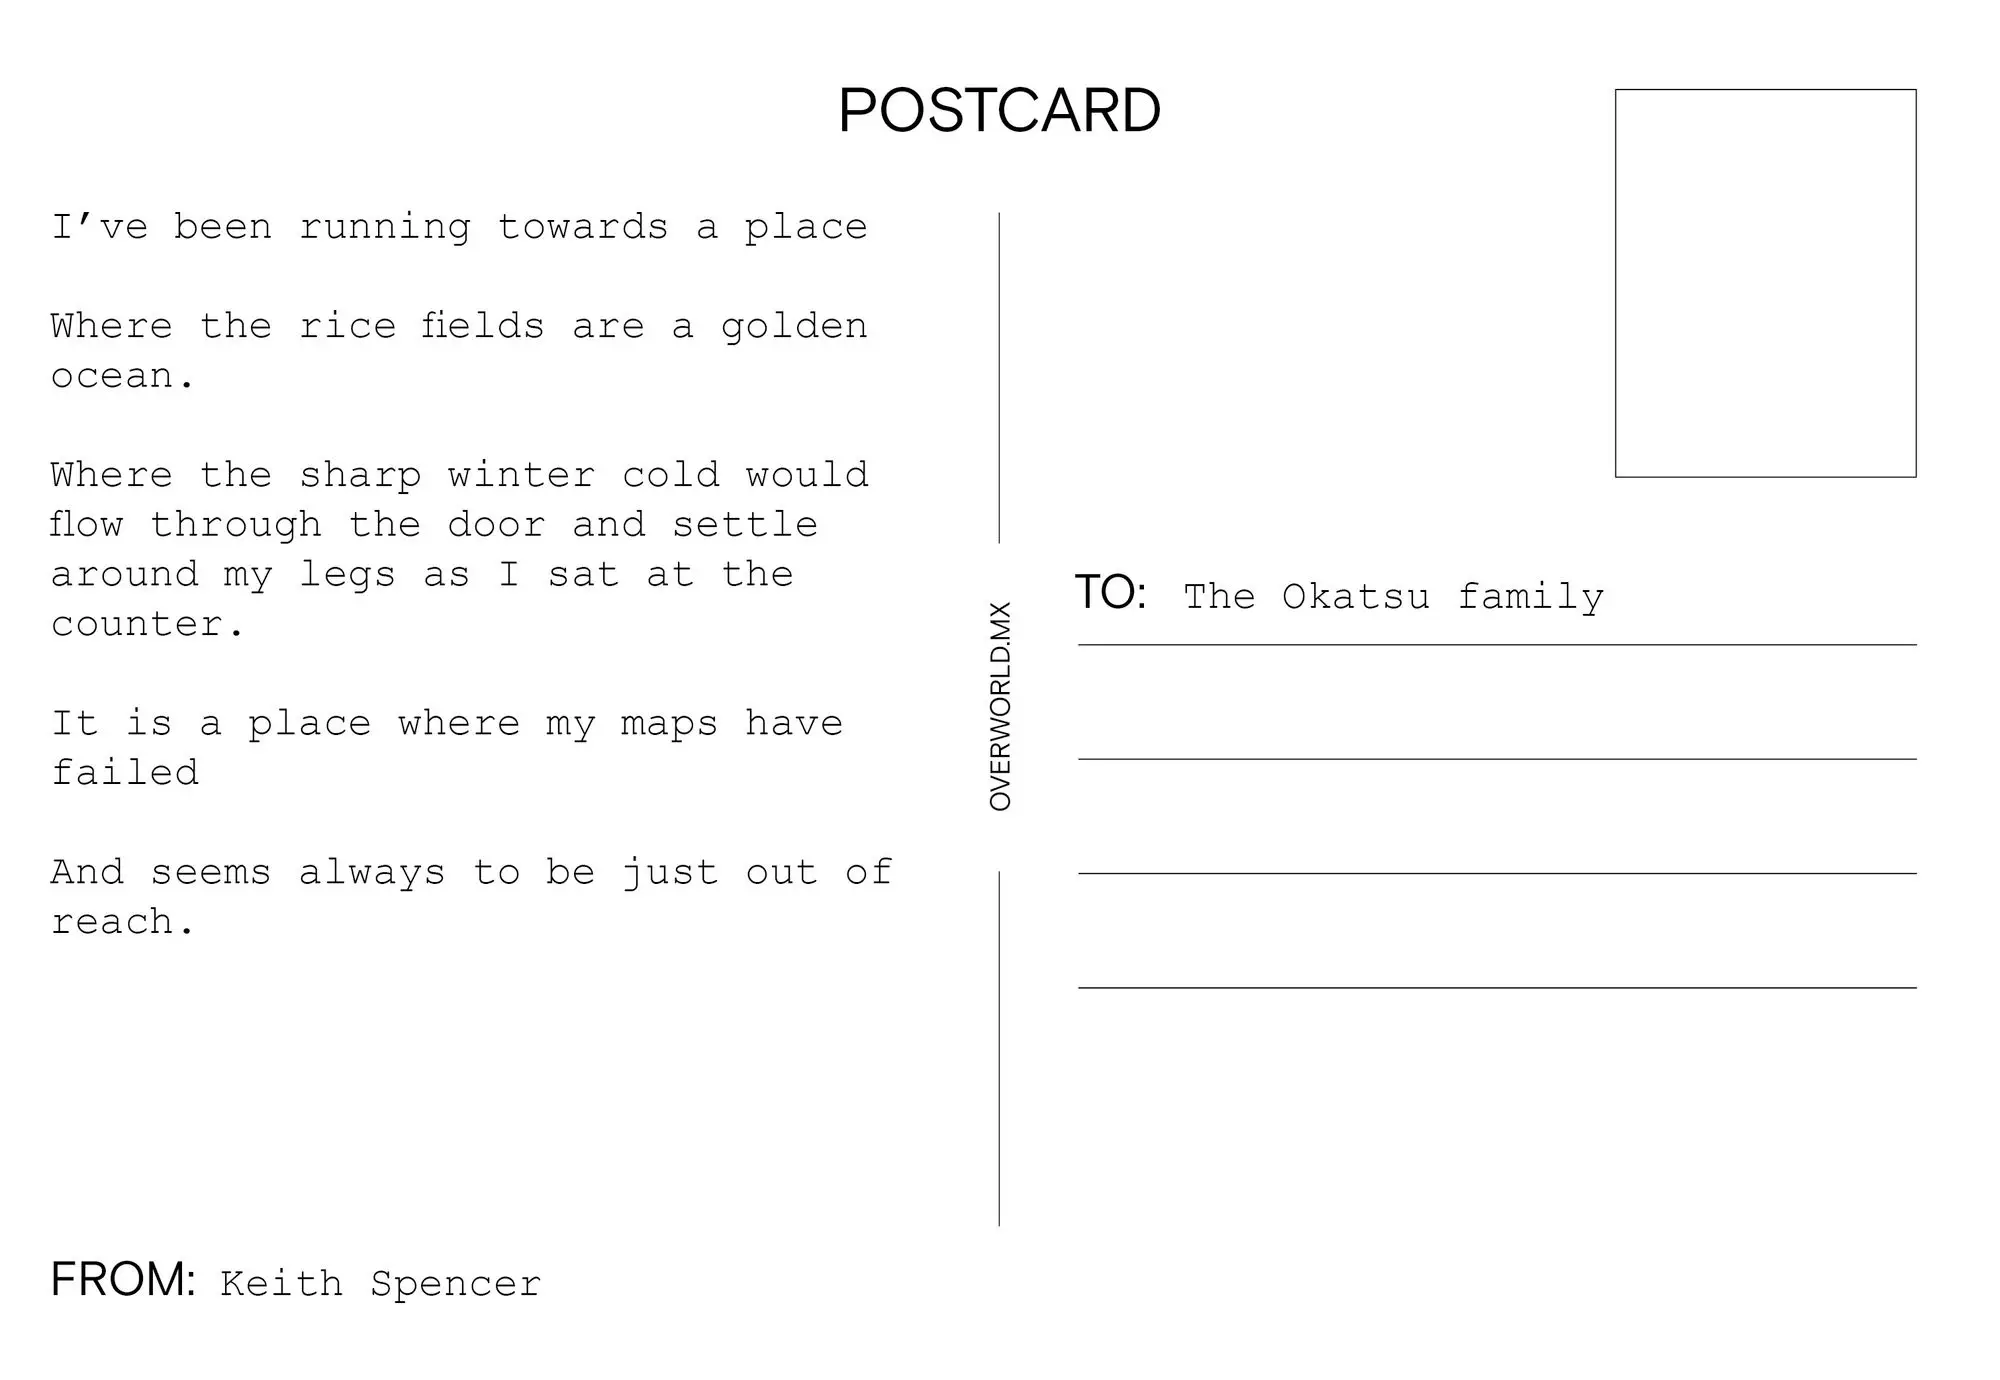 POSTCARD
I’ve been running towards a place
Where the rice fields are a golden
ocean.
Where the sharp winter cold would
flow through the door and settle
around my legs as I sat at the
counter.
It is a place where my maps have
failed
And seems always to be just out of
reach.
FROM: Keith Spencer
OVERWORLD.MX
TO: The Okatsu family